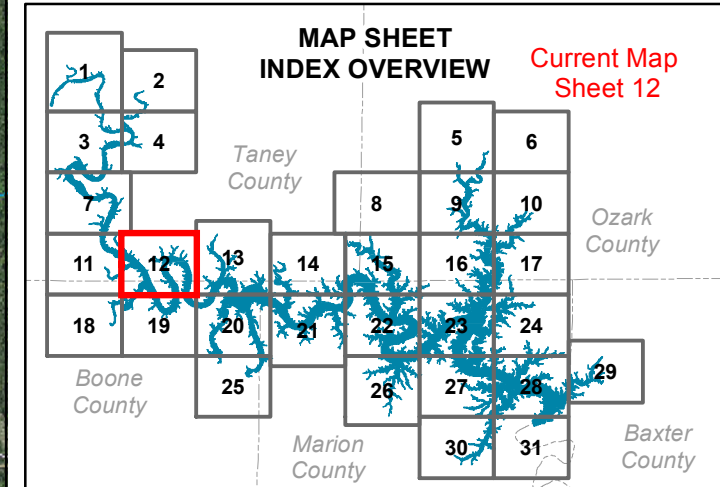 MAP SHEET
INDEX OVERVIEW
Current Map
Sheet 12
1
2
3
4
5
6
Taney
County
7
8
9
10
Ozark
County
11
12
13
14
15
16
17
18
19
20
21
22
23
24
Boone
County
25
26
27
28
29
Marion
County
30
31
Baxter
County